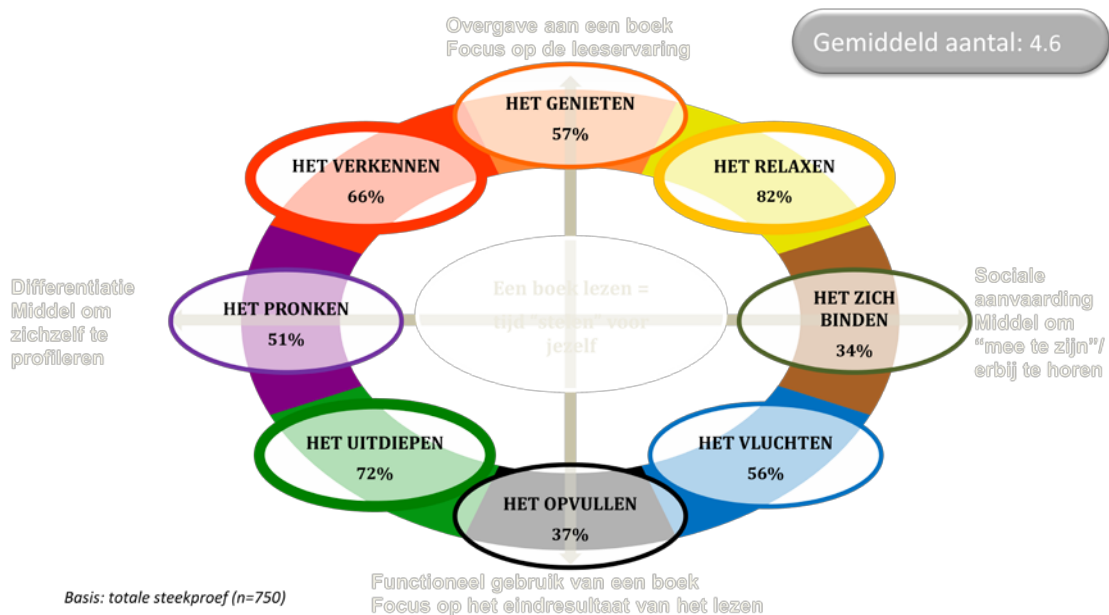 Overgave aan een boek
Focus op de leeservaring
Gemiddeld aantal: 4.6
HET GENIETEN
57%
HET VERKENNEN
66%
HET RELAXEN
82%
Differentiatie
Middel om
zichzelf te
profileren
HET PRONKEN
51%
Een boek lezen =
tijd "stelen" voor
jezelf
HET ZICH
BINDEN
34%
Sociale
aanvaarding
Middel om
“mee te zijn”/
erbij te horen
HET UITDIEPEN
72%
HET VLUCHTEN
56%
HET OPVULLEN
37%
Functioneel gebruik van een boek
Focus op het eindresultaat van het lezen
Basis: totale steekproef (n=750)